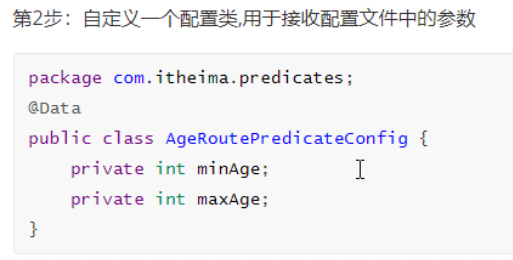 第2步：自定义一个配置类,用于接收配置文件中的参数
package com.itheima.predicates;
@Data
public class AgeRoutePredicateConfig {
    private int minAge;
    private int maxAge;
}